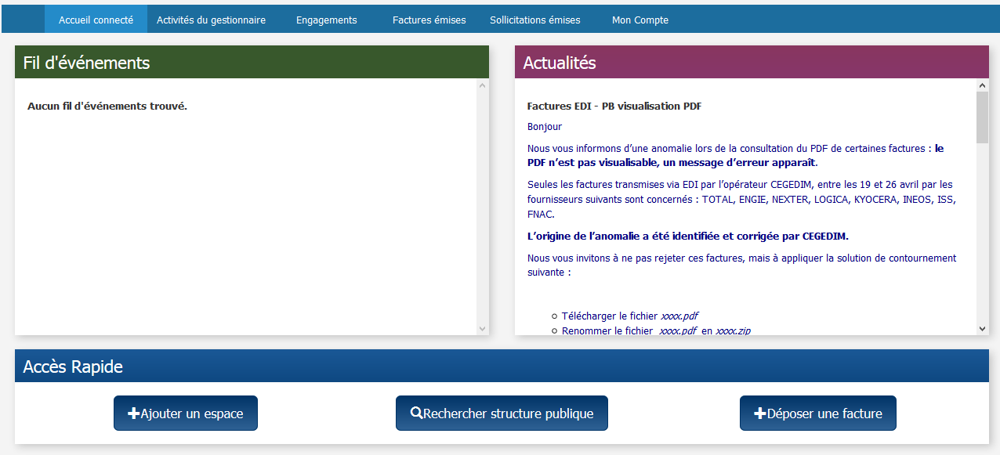 Accueil connecté Activités du gestionnaire Engagements Factures émises Sollicitations émises Mon Compte
Fil d'événements
Aucun fil d'événements trouvé.
Actualités
Factures EDI - PB visualisation PDF
Bonjour
Nous vous informons d’une anomalie lors de la consultation du PDF de certaines factures : le
PDF n’est pas visualisable, un message d’erreur apparaît.
Seules les factures transmises via EDI par l’opérateur CEGEDIM, entre les 19 et 26 avril par les
fournisseurs suivants sont concernés : TOTAL, ENGIE, NEXTER, LOGICA, KYOCERA, INEOS, ISS,
FNAC.
L’origine de l’anomalie a été identifiée et corrigée par CEGEDIM.
Nous vous invitons à ne pas rejeter ces factures, mais à appliquer la solution de contournement
suivante :
Télécharger le fichier xxxx.pdf
Renommer le fichier xxxx.pdf en xxxx.zip
Accès Rapide
Ajouter un espace
Rechercher structure publique
Déposer une facture